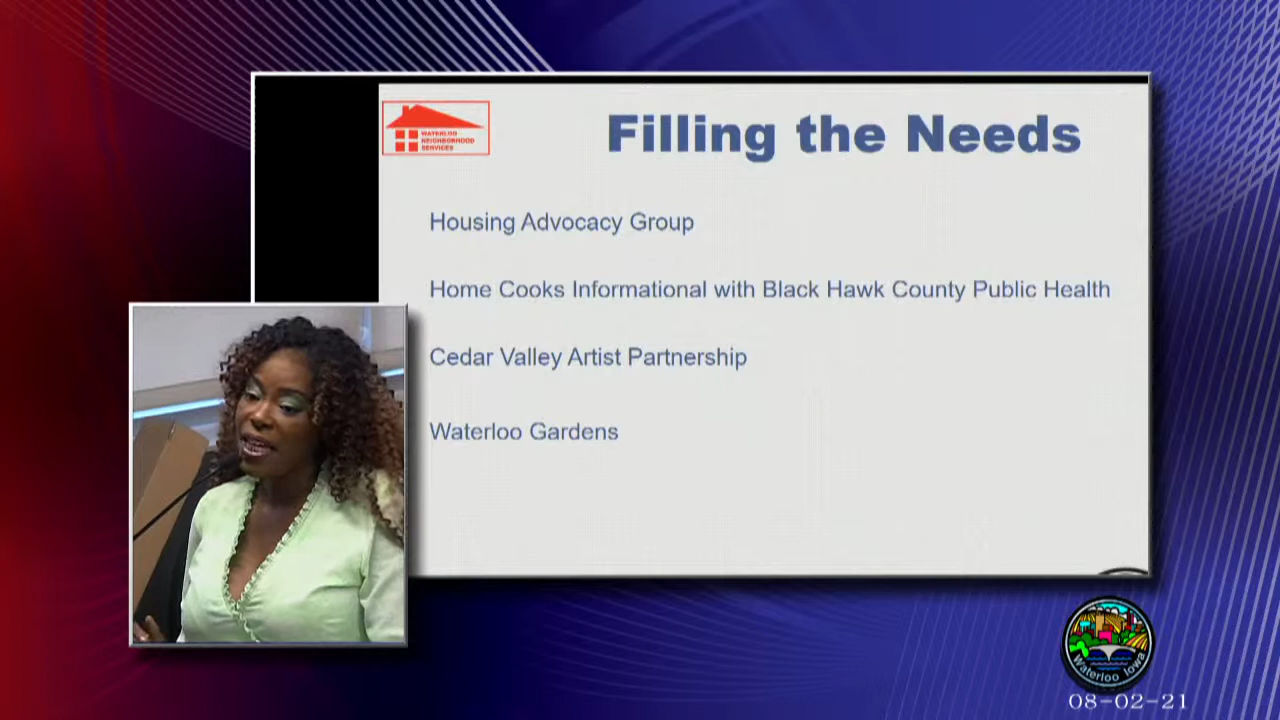 WATERLOO
NEIGHBORHOOD
SERVICES
Filling the Needs
Housing Advocacy Group
Home Cooks Informational with Black Hawk County Public Health
Cedar Valley Artist Partnership
Waterloo Gardens
Waterloo Iowa
08-02-21